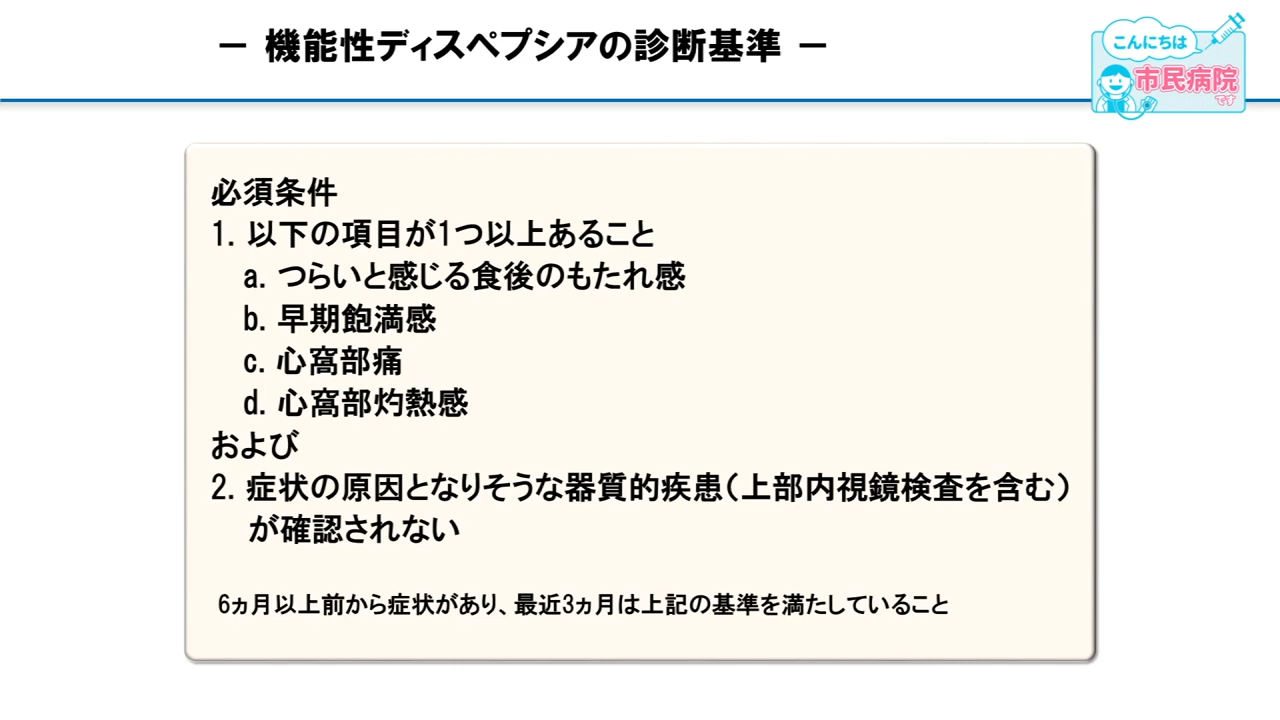 － 機能性ディスペプシアの診断基準 －
こんにちは
市民病院
です
必須条件
1. 以下の項目が1つ以上あること
a. つらいと感じる食後のもたれ感
b. 早期飽満感
c. 心窩部痛
d. 心窩部灼熱感
および
2. 症状の原因となりそうな器質的疾患（上部内視鏡検査を含む）
が確認されない
6ヵ月以上前から症状があり、最近3ヵ月は上記の基準を満たしていること